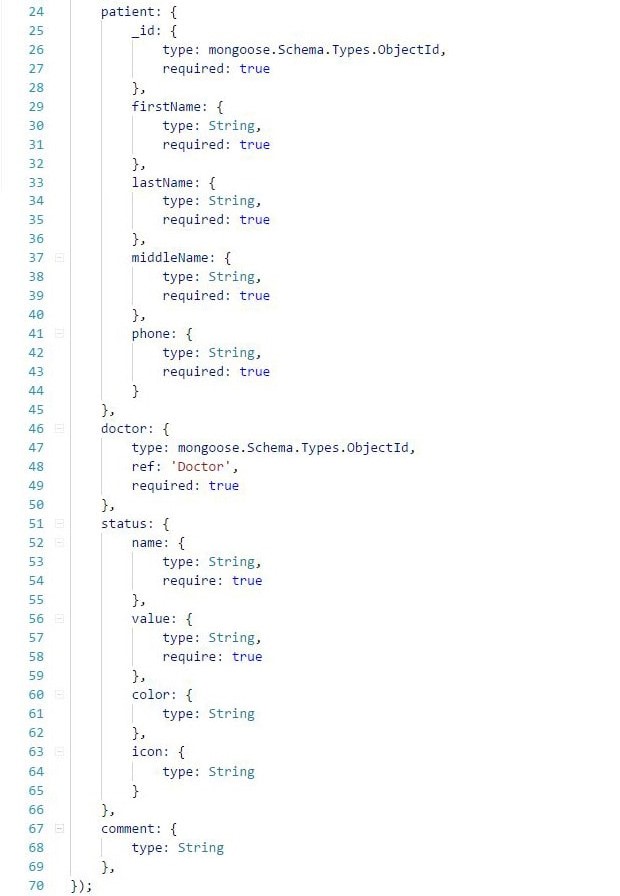 24 patient: {
25 _id: {
26 type: mongoose.Schema.Types.ObjectId,
27 required: true
28 },
29 firstName: {
30 type: String,
31 required: true
32 },
33 lastName: {
34 type: String,
35 required: true
36 },
37 middleName: {
38 type: String,
39 required: true
40 },
41 phone: {
42 type: String,
43 required: true
44 }
45 },
46 doctor: {
47 type: mongoose.Schema.Types.ObjectId,
48 ref: 'Doctor',
49 required: true
50 },
51 status: {
52 name: {
53 type: String,
54 require: true
55 },
56 value: {
57 type: String,
58 require: true
59 },
60 color: {
61 type: String
62 },
63 icon: {
64 type: String
65 }
66 },
67 comment: {
68 type: String
69 },
70 });